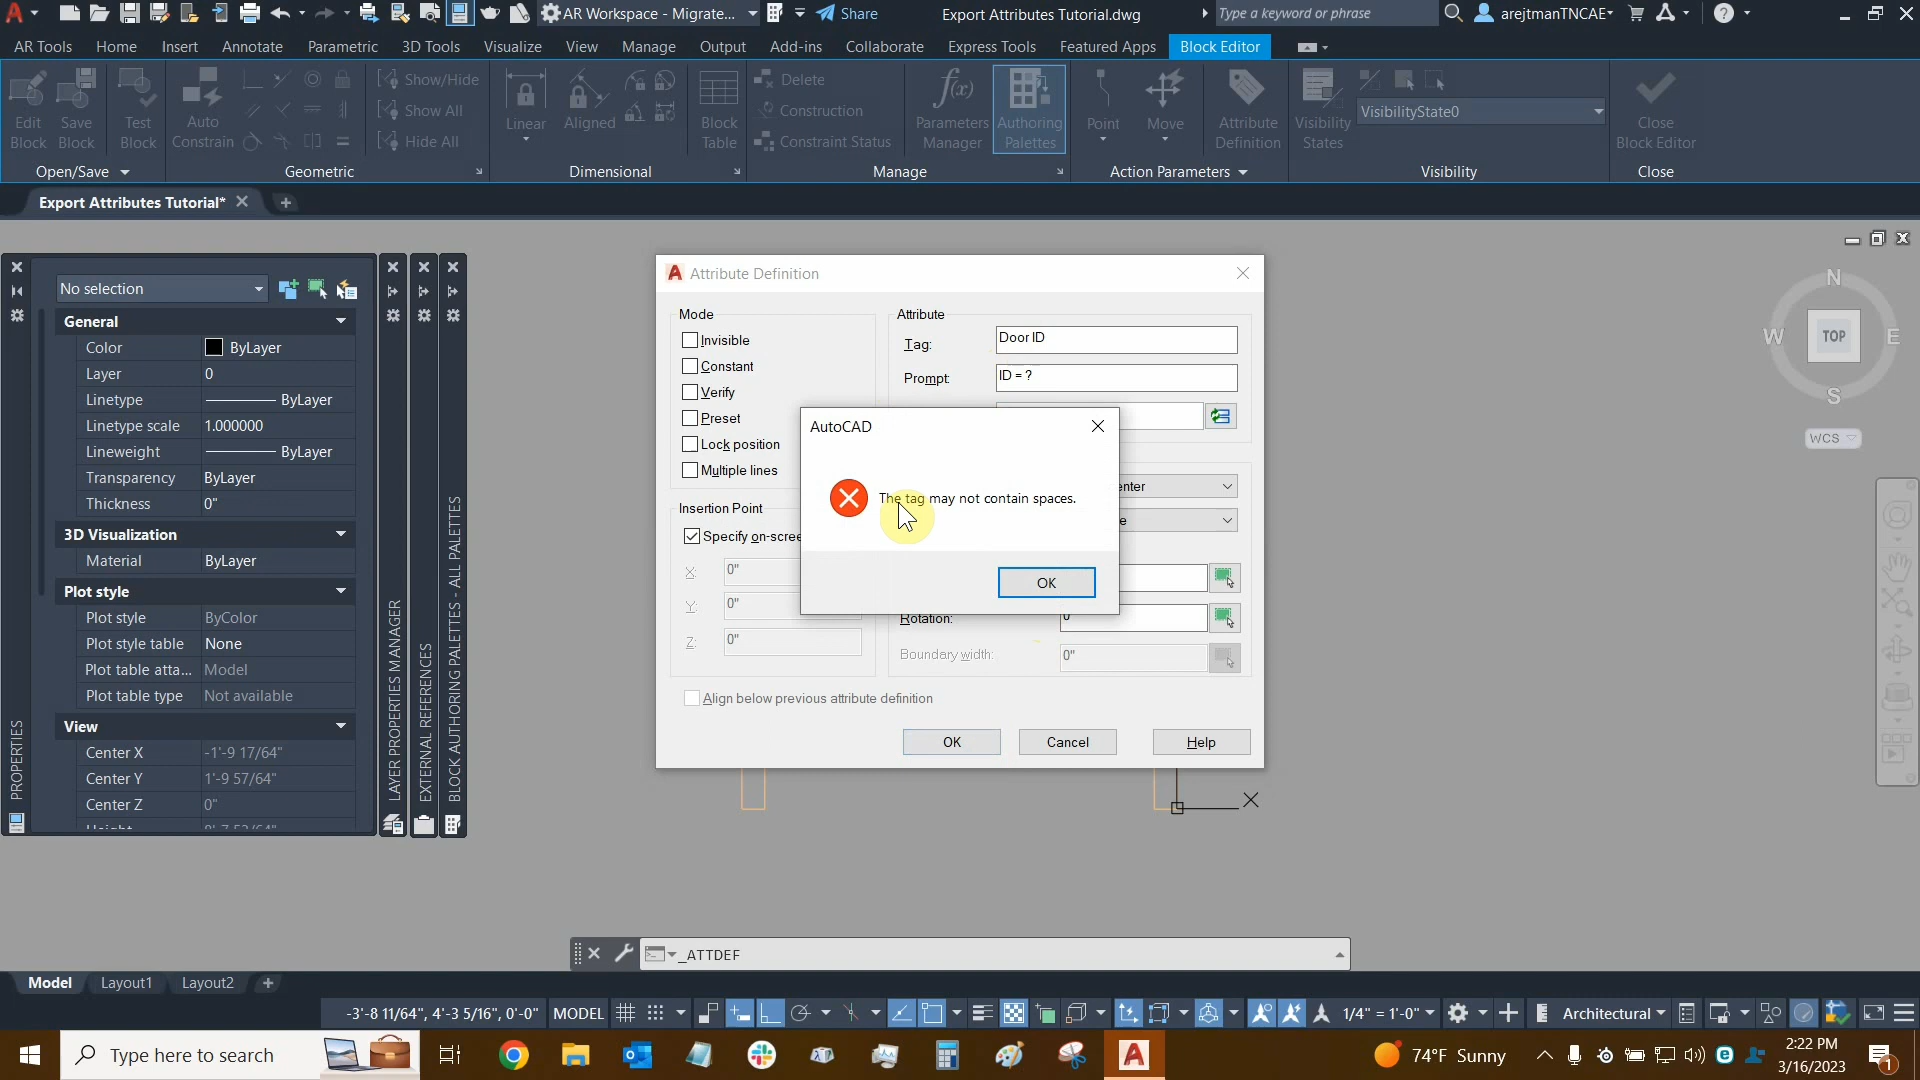 AR Workspace - Migrate...
Share
Export Attributes Tutorial.dwg
Type a keyword or phrase
arejtmanTNCAE
AR Tools
Home
Insert
Annotate
Parametric
3D Tools
Visualize
View
Manage
Output
Add-ins
Collaborate
Express Tools
Featured Apps
Block Editor
Edit
Block
Save
Block
Test
Block
Auto
Constrain
Show/Hide
Show All
Hide All
Linear
Aligned
Block
Table
Delete
Construction
Constraint Status
f(x)
Parameters
Manager
Authoring
Palettes
Point
Move
Attribute
Definition
Visibility
States
VisibilityState0
Close
Block Editor
Open/Save
Geometric
Dimensional
Manage
Action Parameters
Visibility
Close
Export Attributes Tutorial*
No selection
General
Color ByLayer
Layer 0
Linetype ByLayer
Linetype scale 1.000000
Lineweight ByLayer
Transparency ByLayer
Thickness 0"
3D Visualization
Material ByLayer
Plot style
Plot style ByColor
Plot style table None
Plot table atta... Model
Plot table type Not available
View
Center X -1'-9 17/64"
Center Y 1'-9 57/64"
Center Z 0"
PROPERTIES
LAYER PROPERTIES MANAGER
EXTERNAL REFERENCES
BLOCK AUTHORING PALETTES - ALL PALETTES
Attribute Definition
Mode
Invisible
Constant
Verify
Preset
Lock position
Multiple lines
Attribute
Tag: Door ID
Prompt: ID = ?
Insertion Point
Specify on-scree
X: 0"
Y: 0"
Z: 0"
enter
e
Rotation: 0
Boundary width: 0"
Align below previous attribute definition
OK
Cancel
Help
AutoCAD
The tag may not contain spaces.
OK
N
W
TOP
E
S
WCS
X
_ATTDEF
Model
Layout1
Layout2
-3'-8 11/64", 4'-3 5/16", 0'-0"
MODEL
1/4" = 1'-0"
Architectural
Type here to search
74°F Sunny
2:22 PM
3/16/2023
1